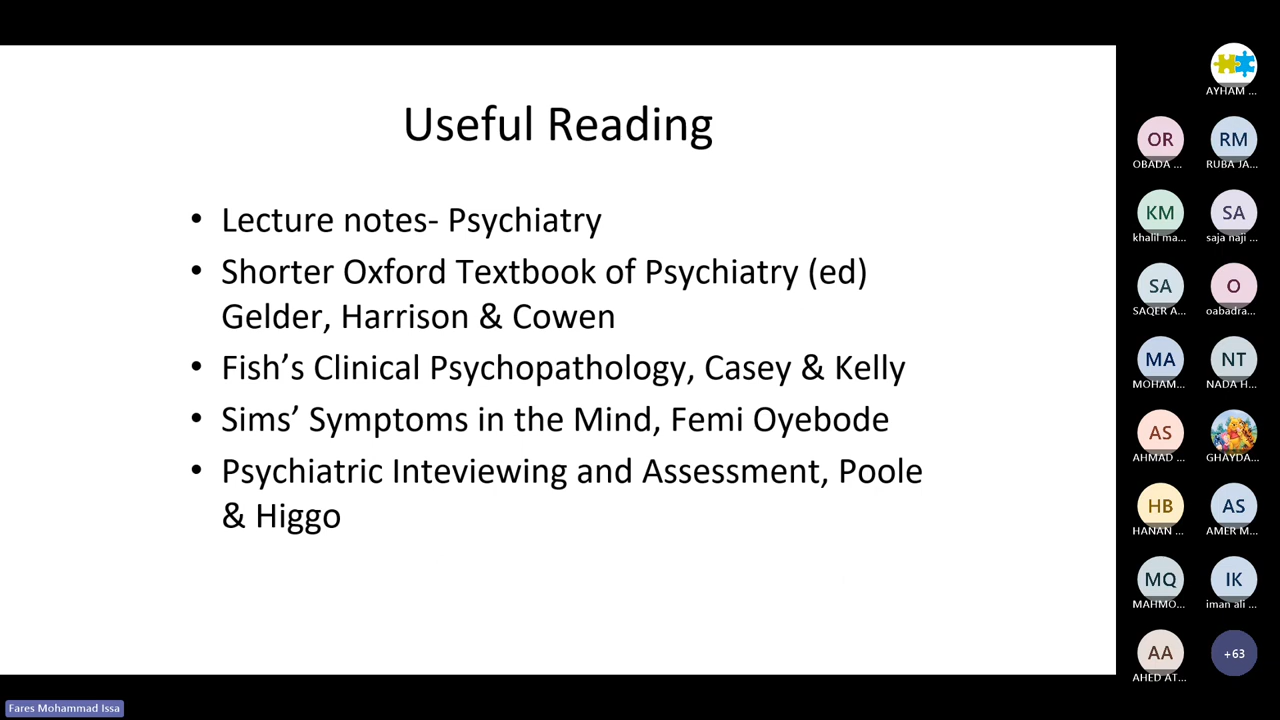 Useful Reading
• Lecture notes- Psychiatry
• Shorter Oxford Textbook of Psychiatry (ed)
Gelder, Harrison & Cowen
• Fish’s Clinical Psychopathology, Casey & Kelly
• Sims’ Symptoms in the Mind, Femi Oyebode
• Psychiatric Inteviewing and Assessment, Poole
& Higgo
AYHAM ...
OR
OBADA ...
RM
RUBA JA...
KM
khalil ma...
SA
saja naji ...
SA
SAQER A...
O
oabadra...
MA
MOHAM...
NT
NADA H...
AS
AHMAD ...
GHAYDA...
HB
HANAN ...
AS
AMER M...
MQ
MAHMO...
IK
iman ali ...
AA
AHED AT...
+63
Fares Mohammad Issa